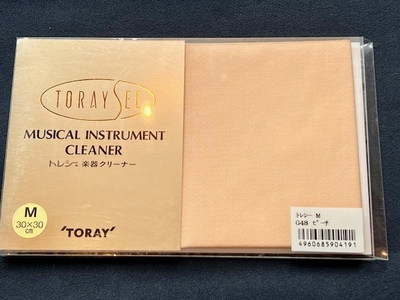 TORAYSEE
MUSICAL INSTRUMENT
CLEANER
トレシー 楽器クリーナー
M
30×30
cm
"TORAY"
トレシー M
G48 ピーチ
4960685904191